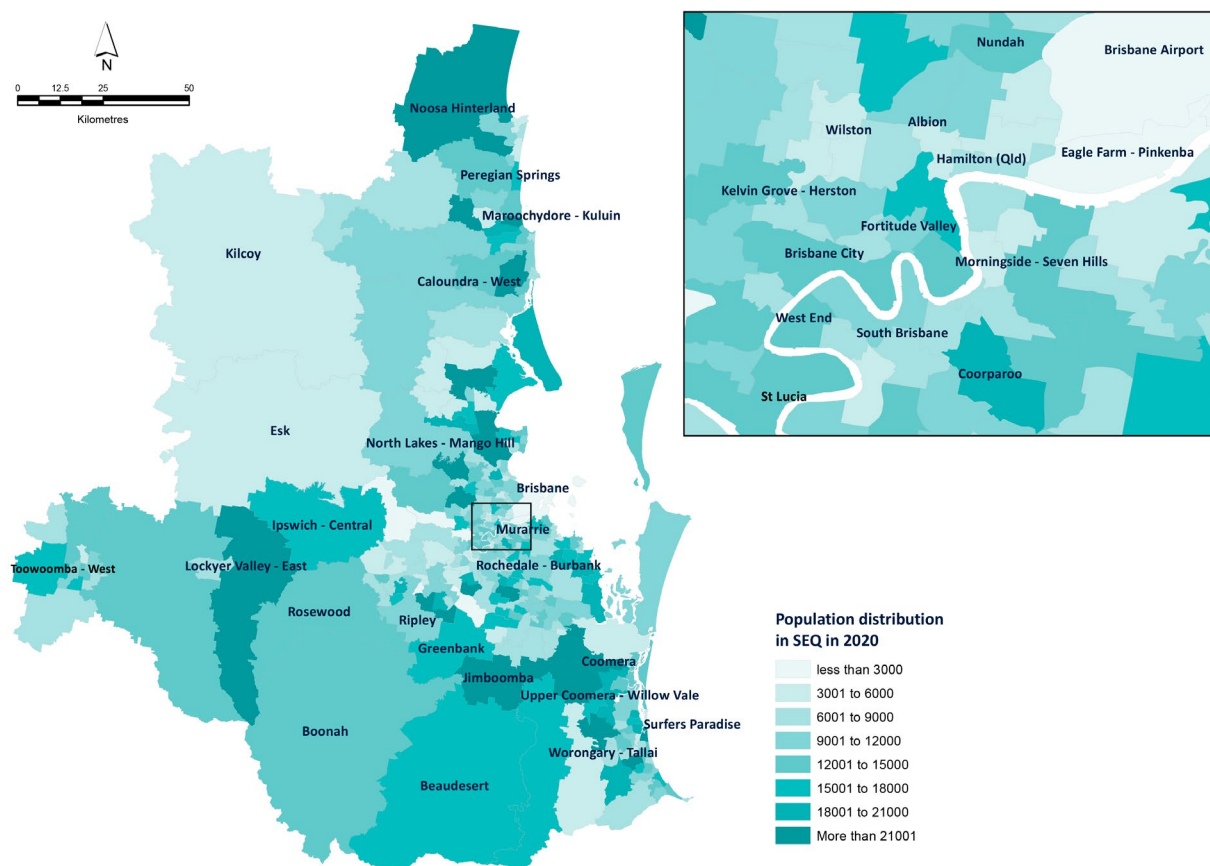 N
0 12.5 25 50
Kilometres
Noosa Hinterland
Peregian Springs
Maroochydore - Kuluin
Kilcoy
Caloundra - West
Esk
North Lakes - Mango Hill
Brisbane
Ipswich - Central
Murarrie
Toowoomba - West
Lockyer Valley - East
Rochedale - Burbank
Rosewood
Ripley
Greenbank
Coomera
Jimboomba
Upper Coomera - Willow Vale
Surfers Paradise
Boonah
Worongary - Tallai
Beaudesert
Nundah
Brisbane Airport
Albion
Wilston
Hamilton (Qld)
Eagle Farm - Pinkenba
Kelvin Grove - Herston
Fortitude Valley
Brisbane City
Morningside - Seven Hills
West End
South Brisbane
Coorparoo
St Lucia
Population distribution
in SEQ in 2020
less than 3000
3001 to 6000
6001 to 9000
9001 to 12000
12001 to 15000
15001 to 18000
18001 to 21000
More than 21001